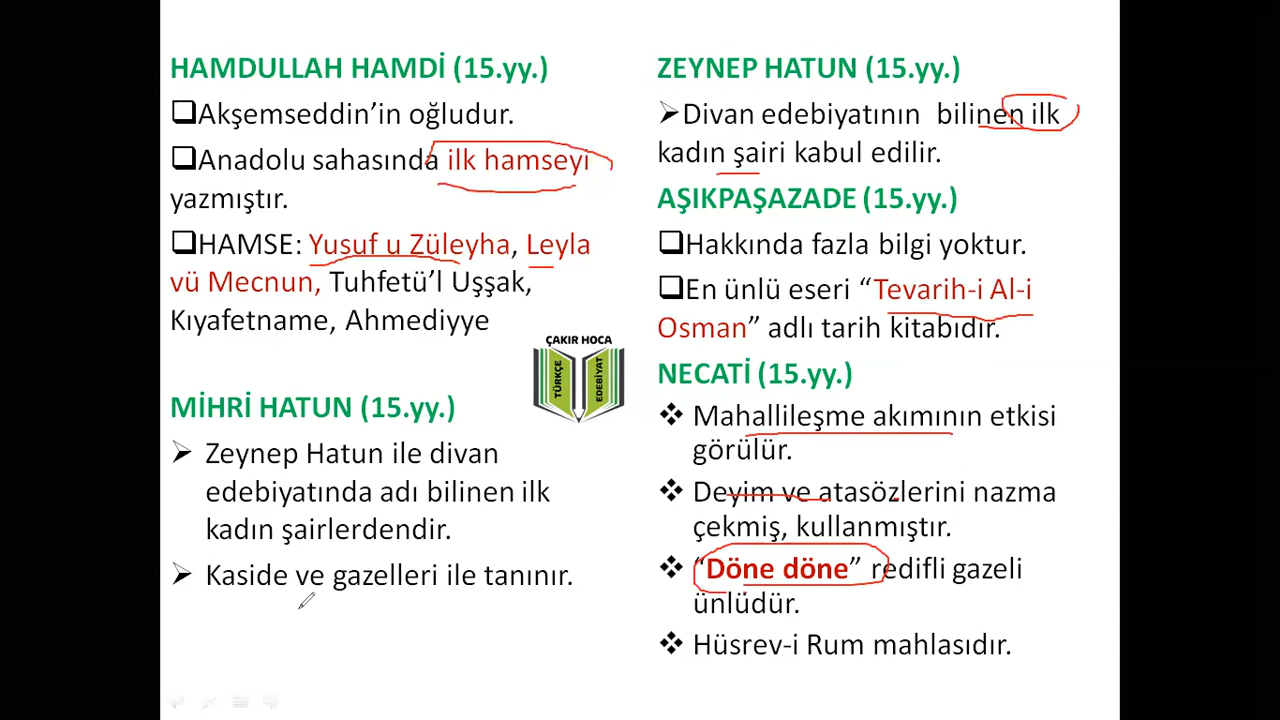 HAMDULLAH HAMDİ (15.yy.)
❑Akşemseddin’in oğludur.
❑Anadolu sahasında ilk hamseyi
yazmıştır.
❑HAMSE: Yusuf u Züleyha, Leyla
vü Mecnun, Tuhfetü’l Uşşak,
Kıyafetname, Ahmediyye
MİHRİ HATUN (15.yy.)
➢ Zeynep Hatun ile divan
edebiyatında adı bilinen ilk
kadın şairlerdendir.
➢ Kaside ve gazelleri ile tanınır.
ÇAKIR HOCA
TÜRKÇE
EDEBİYAT
ZEYNEP HATUN (15.yy.)
➢Divan edebiyatının bilinen ilk
kadın şairi kabul edilir.
AŞIKPAŞAZADE (15.yy.)
❑Hakkında fazla bilgi yoktur.
❑En ünlü eseri “Tevarih-i Al-i
Osman” adlı tarih kitabıdır.
NECATİ (15.yy.)
❖ Mahallileşme akımının etkisi
görülür.
❖ Deyim ve atasözlerini nazma
çekmiş, kullanmıştır.
❖ “Döne döne” redifli gazeli
ünlüdür.
❖ Hüsrev-i Rum mahlasıdır.